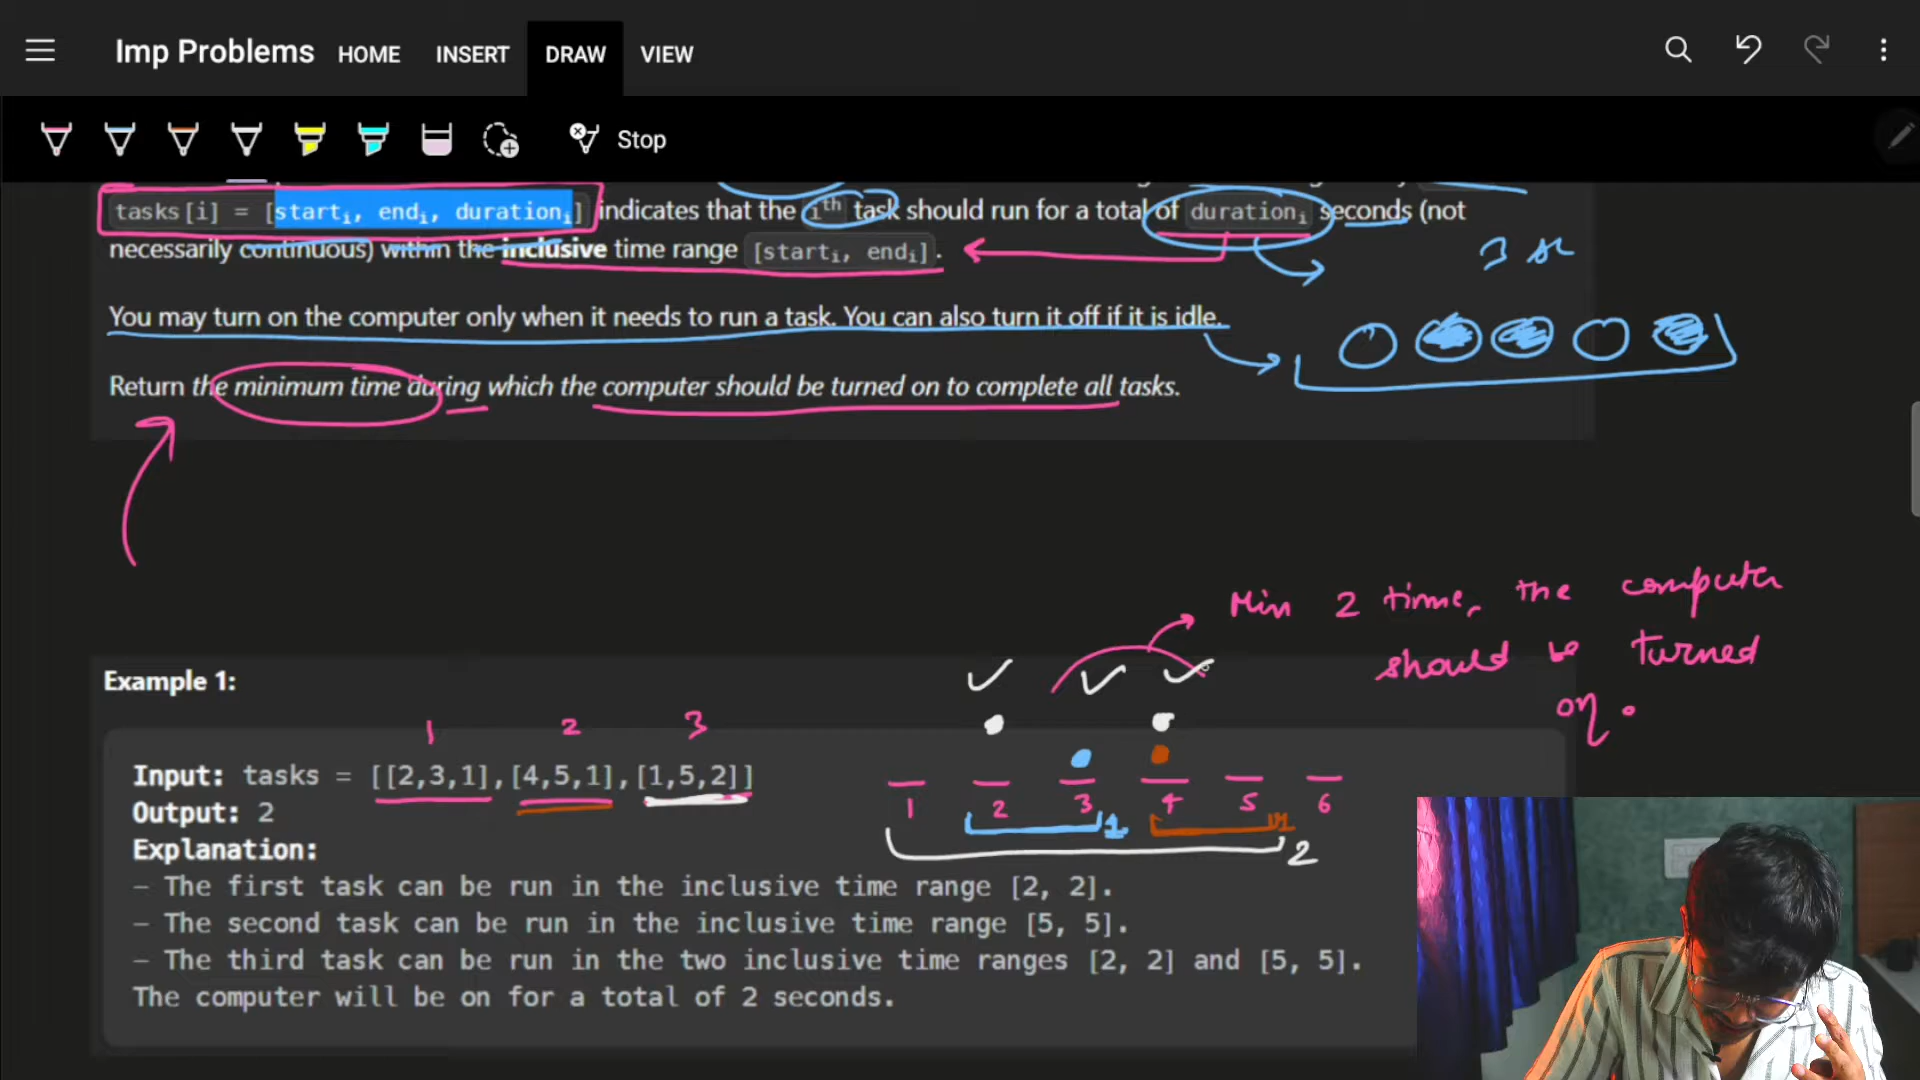 Imp Problems HOME INSERT DRAW VIEW
Stop
tasks[i] = [startᵢ, endᵢ, durationᵢ] indicates that the iᵗʰ task should run for a total of durationᵢ seconds (not
necessarily continuous) within the inclusive time range [startᵢ, endᵢ].
3
You may turn on the computer only when it needs to run a task. You can also turn it off if it is idle.
Return the minimum time during which the computer should be turned on to complete all tasks.
Min 2 time, the computer
should be turned
on.
Example 1:
1 2 3
Input: tasks = [[2,3,1],[4,5,1],[1,5,2]]
1 2 3 4 5 6
1 1
2
Output: 2
Explanation:
– The first task can be run in the inclusive time range [2, 2].
– The second task can be run in the inclusive time range [5, 5].
– The third task can be run in the two inclusive time ranges [2, 2] and [5, 5].
The computer will be on for a total of 2 seconds.